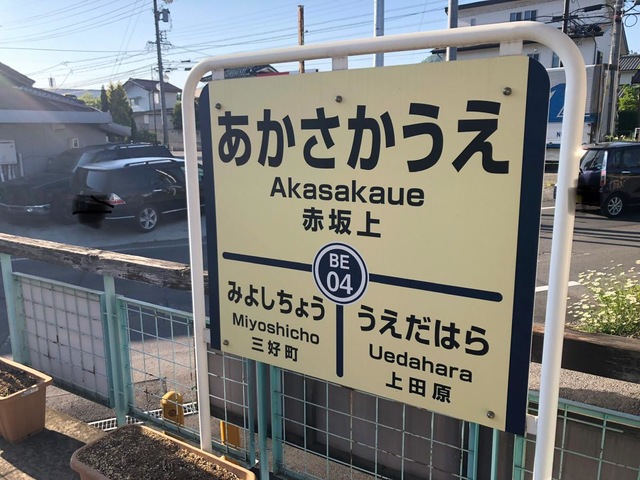 あかさかうえ
Akasakaue
赤坂上
BE
04
みよしちょう
Miyoshicho
三好町
うえだはら
Uedahara
上田原